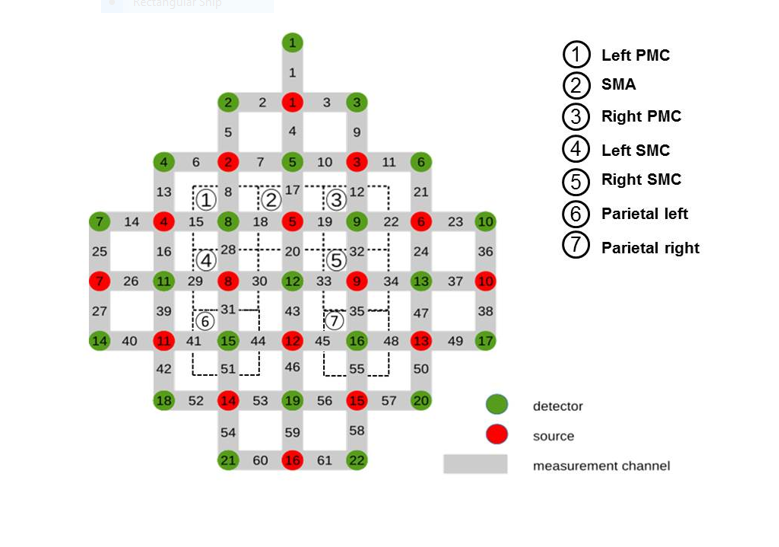 Rectangular Snip
1
1
2 2 1 3 3
5 4 9
4 6 2 7 5 10 3 11 6
13 1 8 2 17 3 12 21
7 14 4 15 8 18 5 19 9 22 6 23 10
25 16 4 28 20 5 32 24 36
7 26 11 29 8 30 12 33 9 34 13 37 10
27 39 6 31 43 7 35 47 38
14 40 11 41 15 44 12 45 16 48 13 49 17
42 51 46 55 50
18 52 14 53 19 56 15 57 20
54 59 58
21 60 16 61 22
1 Left PMC
2 SMA
3 Right PMC
4 Left SMC
5 Right SMC
6 Parietal left
7 Parietal right
detector
source
measurement channel